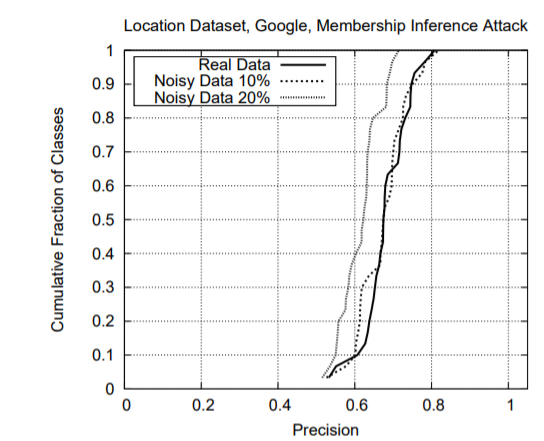 Location Dataset, Google, Membership Inference Attack
Real Data
Noisy Data 10%
Noisy Data 20%
Cumulative Fraction of Classes
1
0.9
0.8
0.7
0.6
0.5
0.4
0.3
0.2
0.1
0
0 0.2 0.4 0.6 0.8 1
Precision